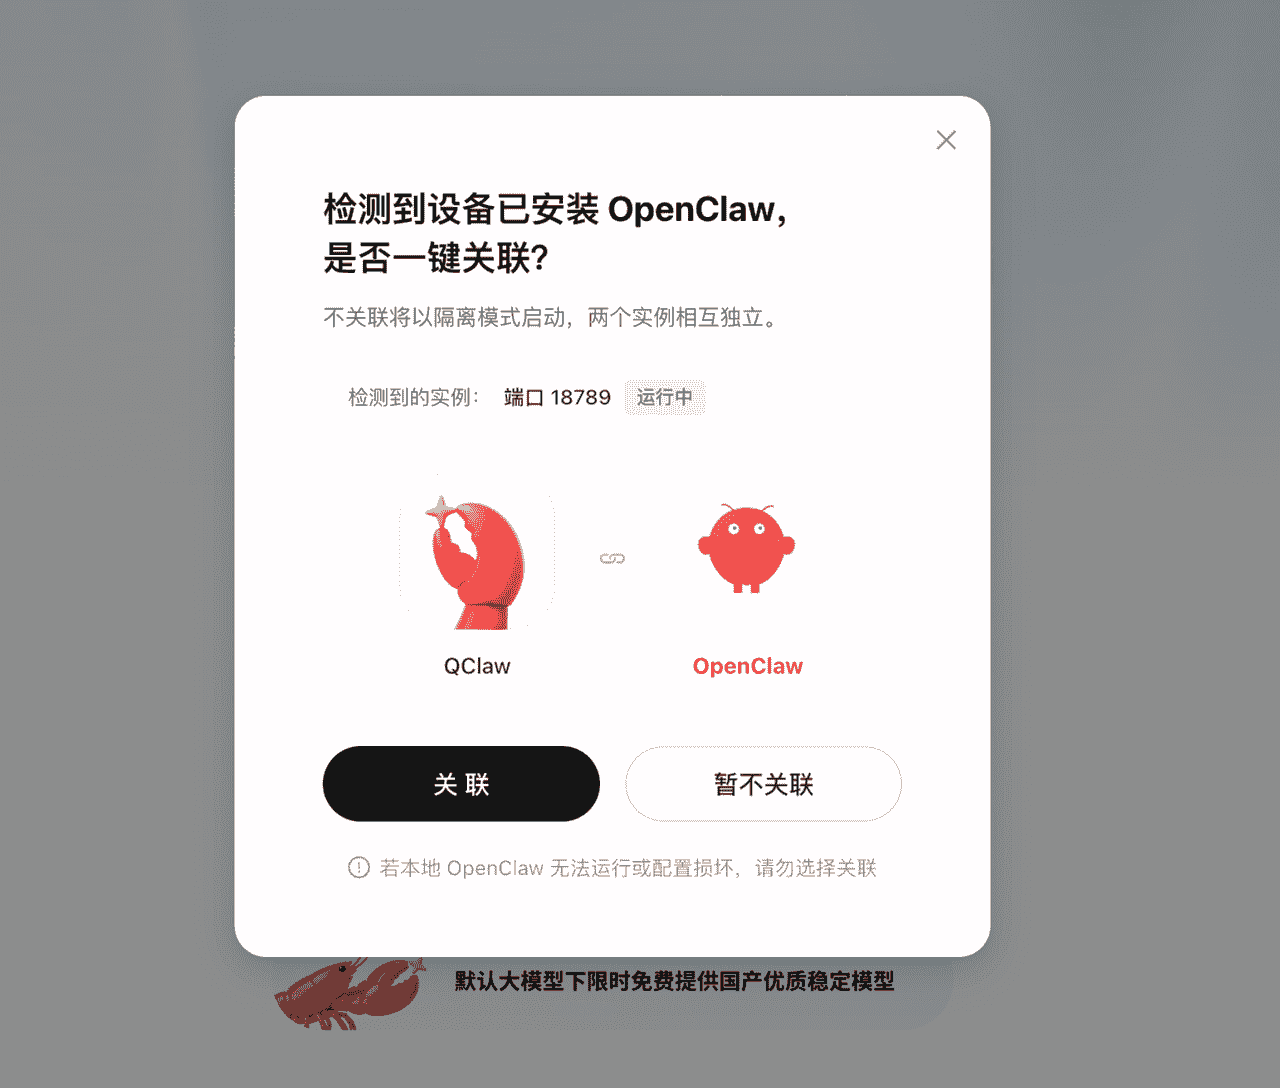 检测到设备已安装 OpenClaw，
是否一键关联？
不关联将以隔离模式启动，两个实例相互独立。
检测到的实例： 端口 18789 运行中
QClaw
OpenClaw
关 联
暂不关联
若本地 OpenClaw 无法运行或配置损坏，请勿选择关联
默认大模型下限时免费提供国产优质稳定模型